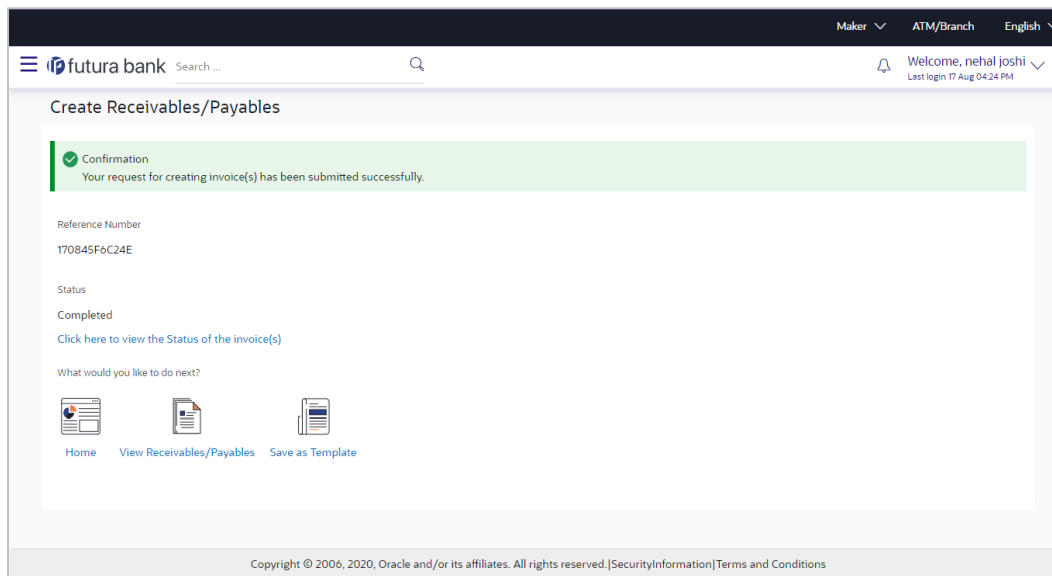 Maker ATM/Branch English
futura bank Search ... Welcome, nehal joshi
Last login 17 Aug 04:24 PM
Create Receivables/Payables
Confirmation
Your request for creating invoice(s) has been submitted successfully.
Reference Number
170845F6C24E
Status
Completed
Click here to view the Status of the invoice(s)
What would you like to do next?
Home View Receivables/Payables Save as Template
Copyright © 2006, 2020, Oracle and/or its affiliates. All rights reserved.|SecurityInformation|Terms and Conditions